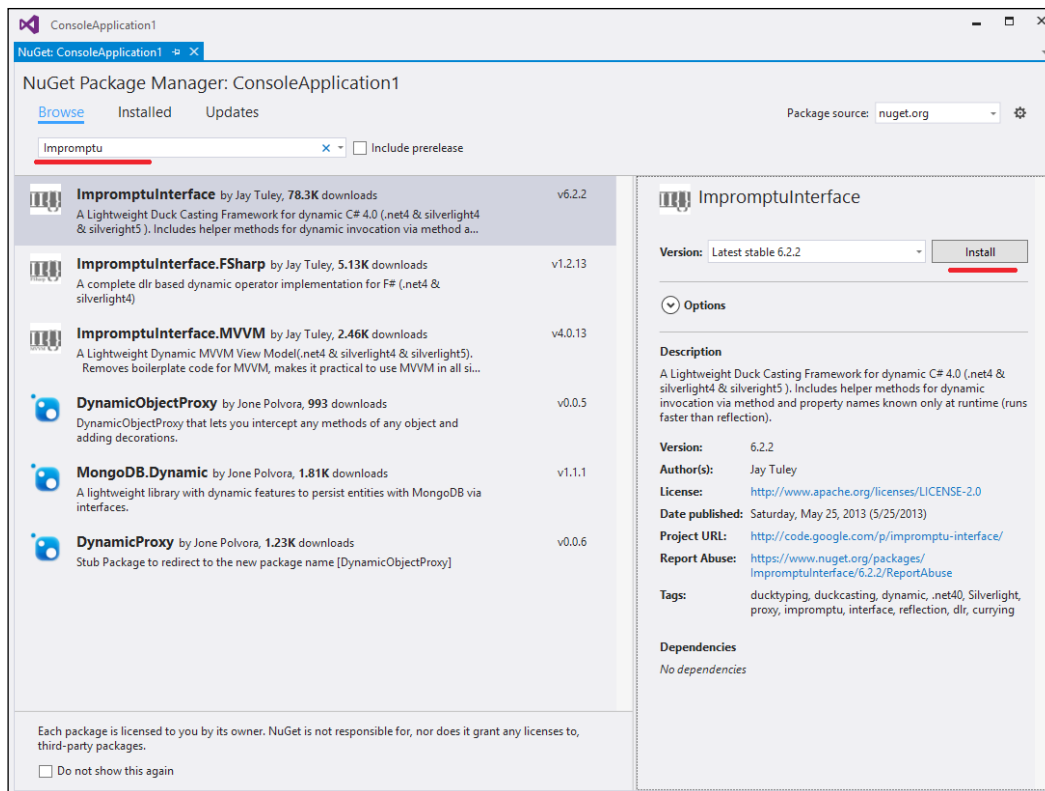 ConsoleApplication1
NuGet: ConsoleApplication1
NuGet Package Manager: ConsoleApplication1
Browse Installed Updates
Package source: nuget.org
Impromptu
Include prerelease
ImpromptuInterface by Jay Tuley, 78.3K downloads v6.2.2
A Lightweight Duck Casting Framework for dynamic C# 4.0 (.net4 & silverlight4
& silveright5 ). Includes helper methods for dynamic invocation via method a...
ImpromptuInterface.FSharp by Jay Tuley, 5.13K downloads v1.2.13
A complete dlr based dynamic operator implementation for F# (.net4 &
silverlight4)
ImpromptuInterface.MVVM by Jay Tuley, 2.46K downloads v4.0.13
A Lightweight Dynamic MVVM View Model(.net4 & silverlight4 & silverlight5).
Removes boilerplate code for MVVM, makes it practical to use MVVM in all si...
DynamicObjectProxy by Jone Polvora, 993 downloads v0.0.5
DynamicObjectProxy that lets you intercept any methods of any object and
adding decorations.
MongoDB.Dynamic by Jone Polvora, 1.81K downloads v1.1.1
A lightweight library with dynamic features to persist entities with MongoDB via
interfaces.
DynamicProxy by Jone Polvora, 1.23K downloads v0.0.6
Stub Package to redirect to the new package name [DynamicObjectProxy]
Each package is licensed to you by its owner. NuGet is not responsible for, nor does it grant any licenses to,
third-party packages.
Do not show this again
ImpromptuInterface
Version: Latest stable 6.2.2 Install
Options
Description
A Lightweight Duck Casting Framework for dynamic C# 4.0 (.net4 &
silverlight4 & silveright5 ). Includes helper methods for dynamic
invocation via method and property names known only at runtime (runs
faster than reflection).
Version: 6.2.2
Author(s): Jay Tuley
License: http://www.apache.org/licenses/LICENSE-2.0
Date published: Saturday, May 25, 2013 (5/25/2013)
Project URL: http://code.google.com/p/impromptu-interface/
Report Abuse: https://www.nuget.org/packages/
ImpromptuInterface/6.2.2/ReportAbuse
Tags: ducktyping, duckcasting, dynamic, .net40, Silverlight,
proxy, impromptu, interface, reflection, dlr, currying
Dependencies
No dependencies